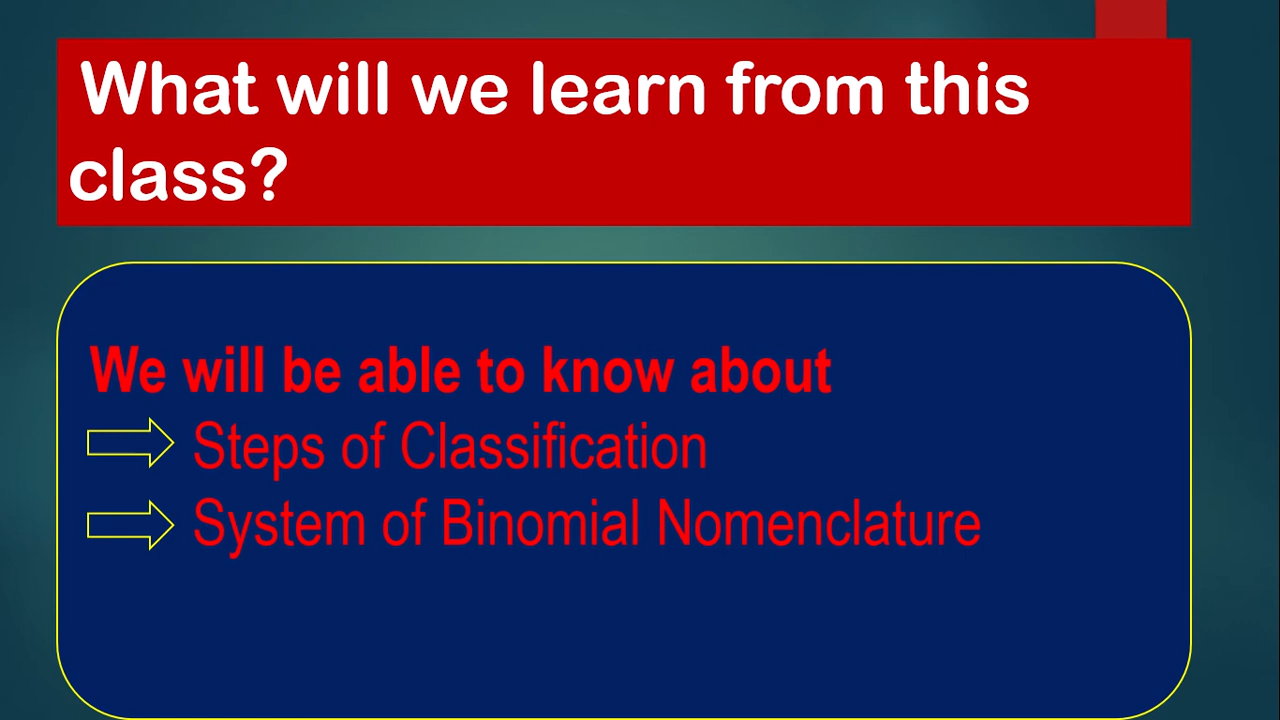 What will we learn from this
class?
We will be able to know about
Steps of Classification
System of Binomial Nomenclature